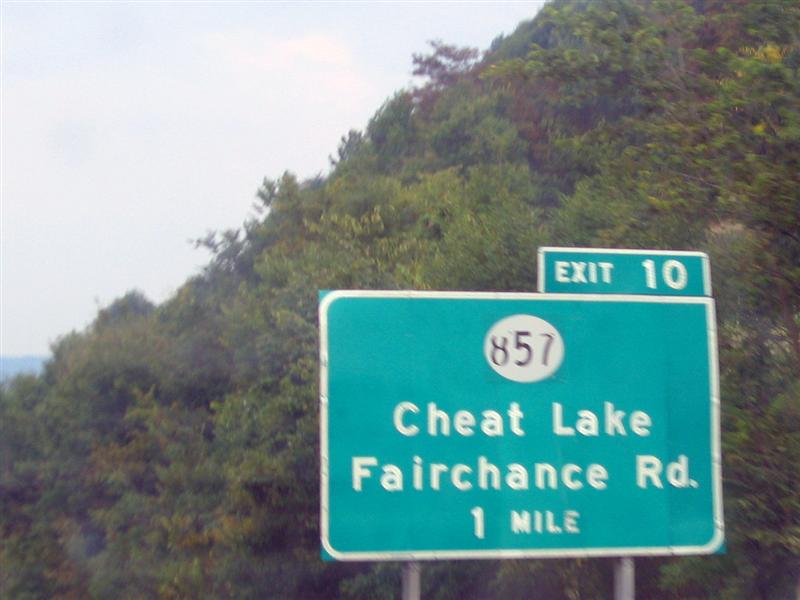 EXIT 10
857
Cheat Lake
Fairchance Rd.
1 MILE